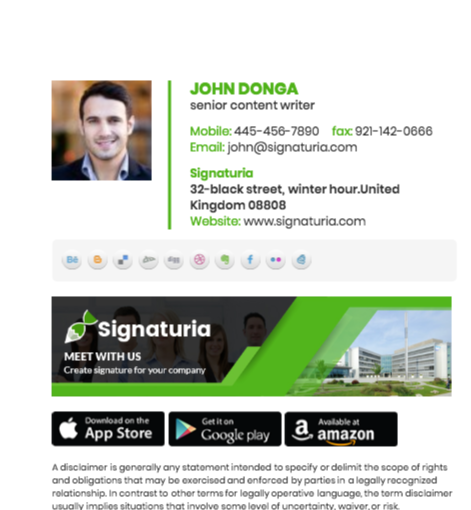 JOHN DONGA
senior content writer
Mobile: 445-456-7890 fax: 921-142-0666
Email: john@signaturia.com
Signaturia
32-black street, winter hour.United
Kingdom 08808
Website: www.signaturia.com
Bē
digg
f
Signaturia
MEET WITH US
Create signature for your company
Download on the
App Store
Get it on
Google play
a
Available at
amazon
A disclaimer is generally any statement intended to specify or delimit the scope of rights
and obligations that may be exercised and enforced by parties in a legally recognized
relationship. In contrast to other terms for legally operative language, the term disclaimer
usually implies situations that involve some level of uncertainty, waiver, or risk.